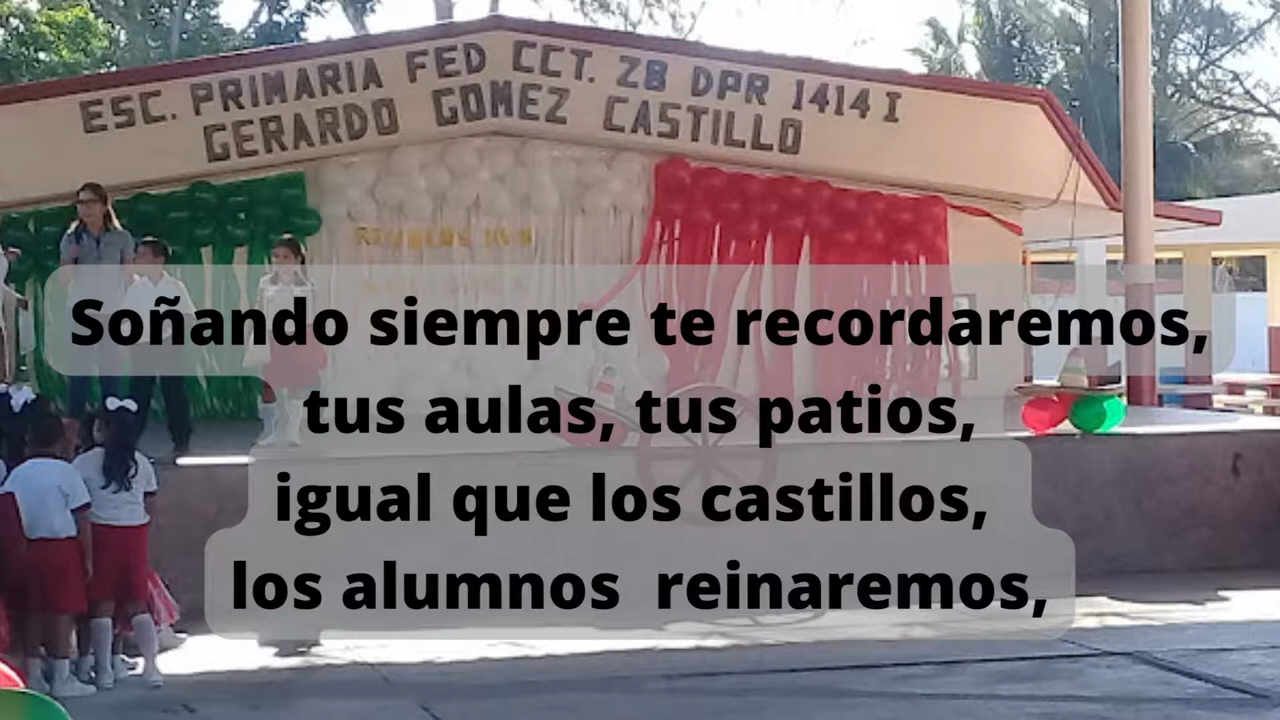 ESC. PRIMARIA FED CCT. 28 DPR 1414 I
GERARDO GOMEZ CASTILLO
Soñando siempre te recordaremos,
tus aulas, tus patios,
igual que los castillos,
los alumnos reinaremos,